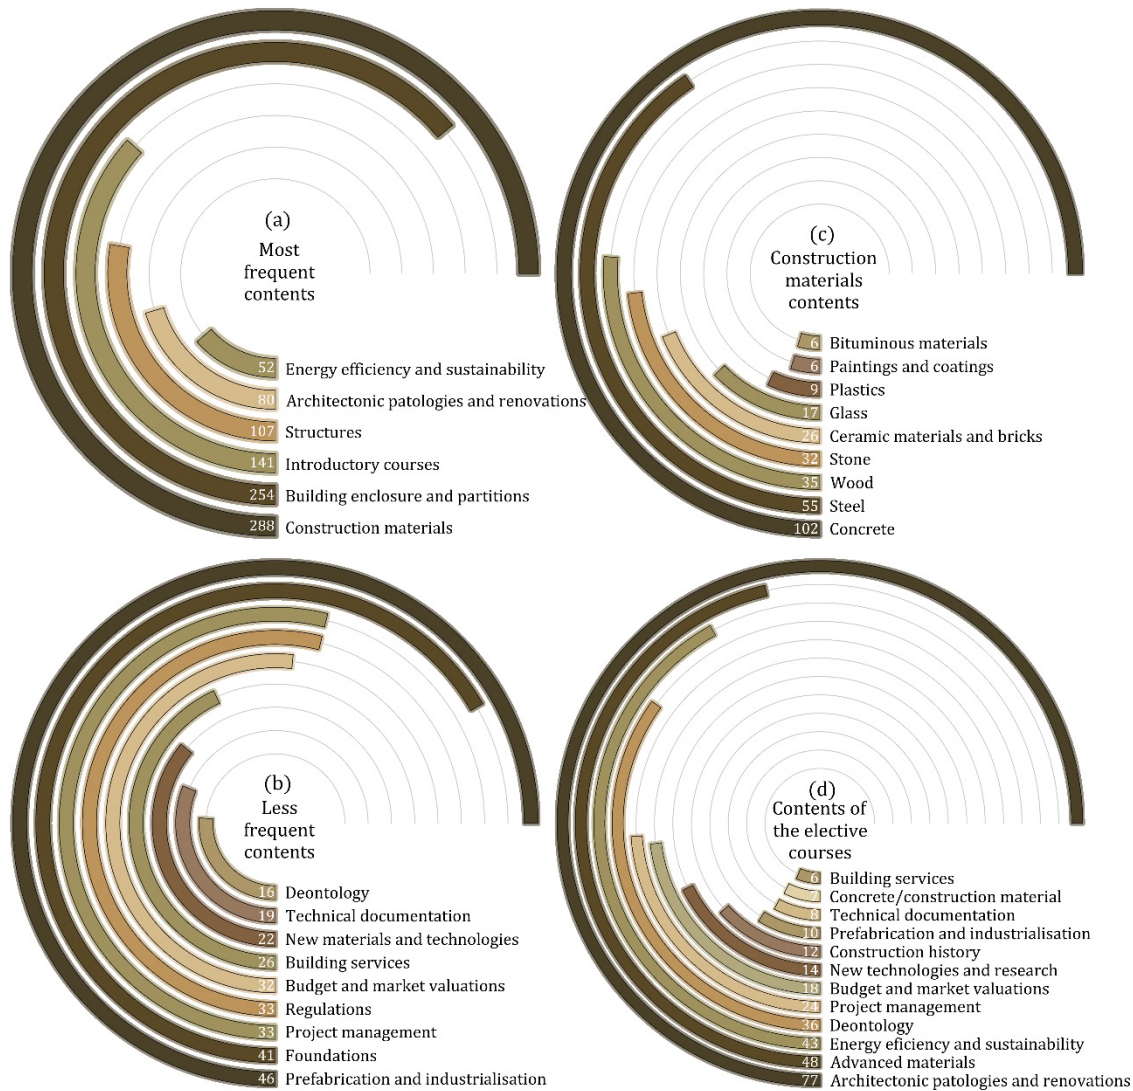 (a)
Most
frequent
contents
52 Energy efficiency and sustainability
80 Architectonic patologies and renovations
107 Structures
141 Introductory courses
254 Building enclosure and partitions
288 Construction materials
(c)
Construction
materials
contents
6 Bituminous materials
6 Paintings and coatings
9 Plastics
17 Glass
26 Ceramic materials and bricks
32 Stone
35 Wood
55 Steel
102 Concrete
(b)
Less
frequent
contents
16 Deontology
19 Technical documentation
22 New materials and technologies
26 Building services
32 Budget and market valuations
33 Regulations
33 Project management
41 Foundations
46 Prefabrication and industrialisation
(d)
Contents of
the elective
courses
6 Building services
Concrete/construction material
8 Technical documentation
10 Prefabrication and industrialisation
12 Construction history
14 New technologies and research
18 Budget and market valuations
24 Project management
36 Deontology
43 Energy eficiency and sustainability
48 Advanced materials
77 Architectonic patologies and renovations